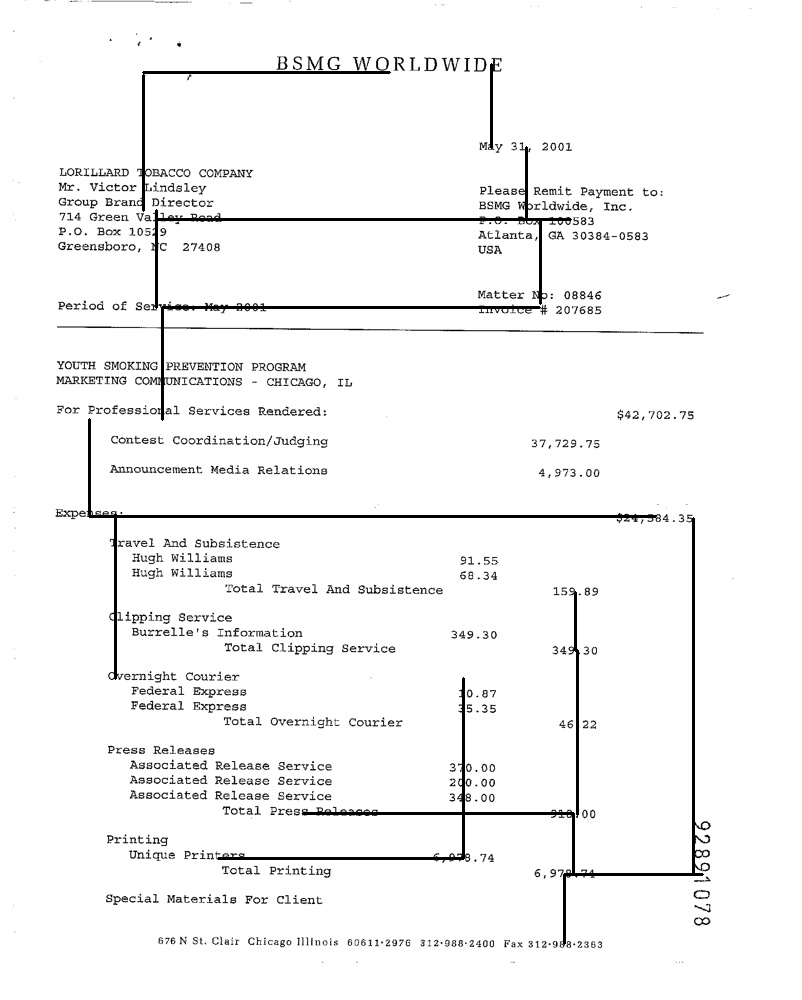 BSMG WORLDWIDE
May 31, 2001
LORILLARD TOBACCO COMPANY
Mr. Victor Lindsley
Group Brand Director
714 Green Valley Road
P.O. Box 10529
Greensboro, NC 27408
Please Remit Payment to:
BSMG Worldwide, Inc.
P.O. Box 100583
Atlanta, GA 30384-0583
USA
Matter No: 08846
Invoice # 207685
Period of Service: May 2001
YOUTH SMOKING PREVENTION PROGRAM
MARKETING COMMUNICATIONS - CHICAGO, IL
For Professional Services Rendered: $42,702.75
Contest Coordination/Judging 37,729.75
Announcement Media Relations 4,973.00
Expenses:
Travel And Subsistence
Hugh Williams 91.55
Hugh Williams 68.34
Total Travel And Subsistence 159.89
Clipping Service
Burrelle's Information 349.30
Total Clipping Service 349.30
Overnight Courier
Federal Express 10.87
Federal Express 35.35
Total Overnight Courier 46.22
Press Releases
Associated Release Service 370.00
Associated Release Service 200.00
Associated Release Service 348.00
Total Press Releases 918.00
Printing
Unique Printers 6,978.74
Total Printing 6,978.74
Special Materials For Client
676 N St. Clair Chicago Illinois 60611·2976 312·988·2400 Fax 312·988·2363
92891078